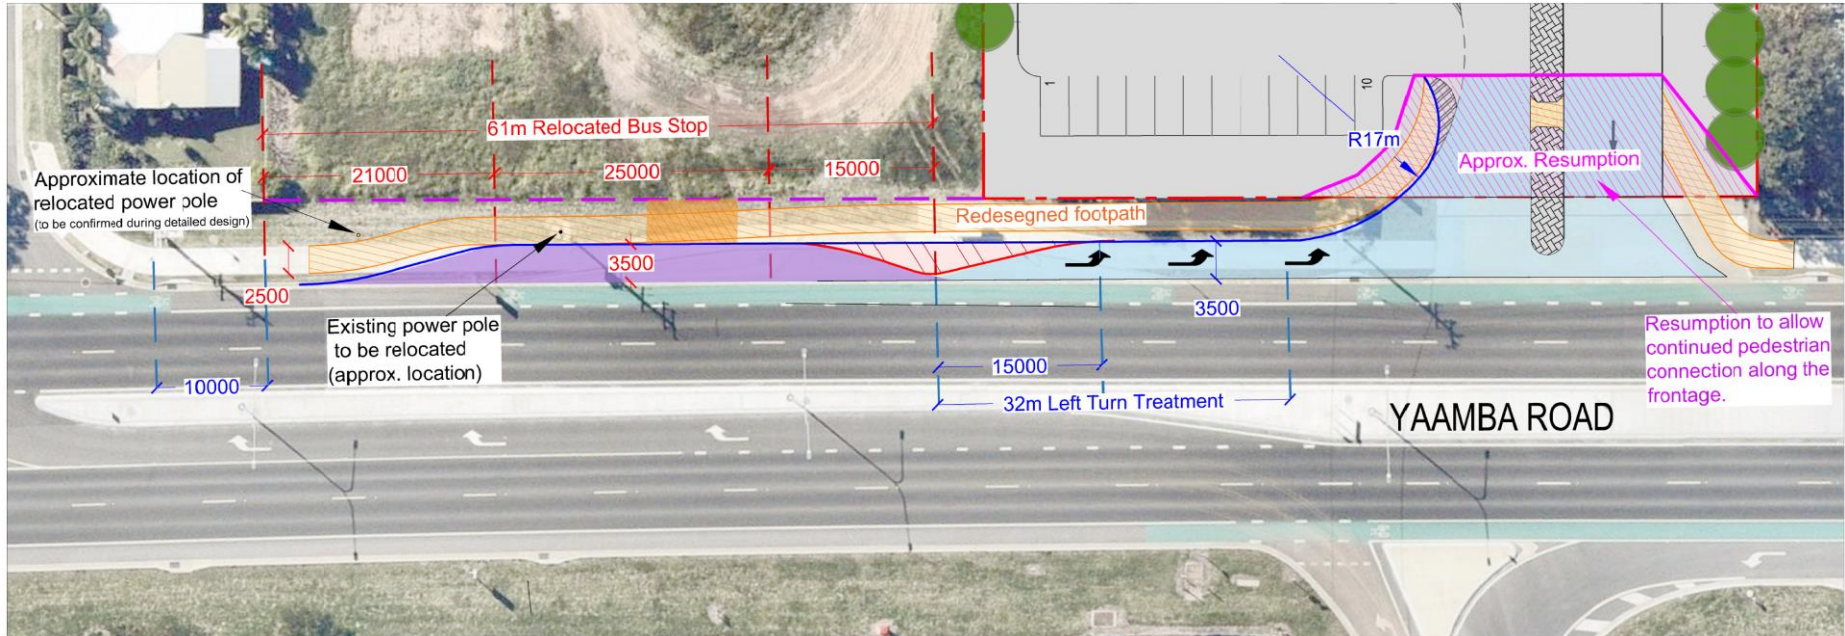 1
10
61m Relocated Bus Stop
21000
25000
15000
R17m
Approx. Resumption
Approximate location of
relocated power pole
(to be confirmed during detailed design)
Redesegned footpath
3500
2500
3500
Existing power pole
to be relocated
(approx. location)
Resumption to allow
continued pedestrian
connection along the
frontage.
10000
15000
32m Left Turn Treatment
YAAMBA ROAD